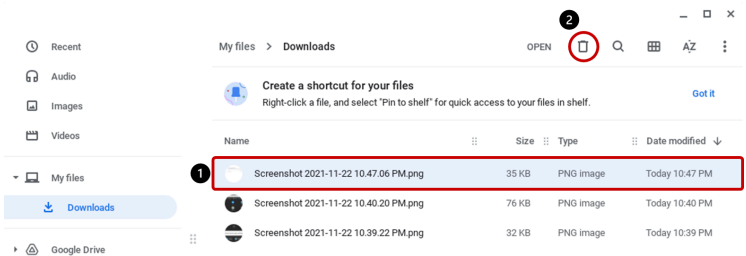 2
Recent
My files > Downloads
OPEN
AZ
Audio
Create a shortcut for your files
Right-click a file, and select "Pin to shelf" for quick access to your files in shelf.
Got it
Images
Videos
Name Size Type Date modified
1
My files
Screenshot 2021-11-22 10.47.06 PM.png 35 KB PNG image Today 10:47 PM
Downloads
Screenshot 2021-11-22 10.40.20 PM.png 76 KB PNG image Today 10:40 PM
Screenshot 2021-11-22 10.39.22 PM.png 32 KB PNG image Today 10:39 PM
Google Drive